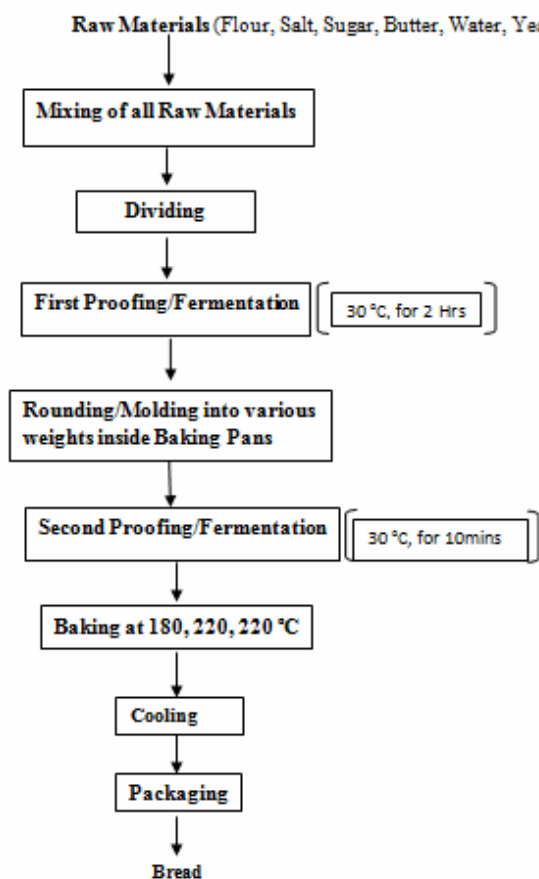 Raw Materials (Flour, Salt, Sugar, Butter, Water,
Mixing of all Raw Materials
Dividing
First Proofing/Fermentation
30 °C, for 2 Hrs
Rounding/Molding into various
weights inside Baking Pans
Second Proofing/Fermentation
30 °C, for 10mins
Baking at 180, 220, 220 °C
Cooling
Packaging
Bread